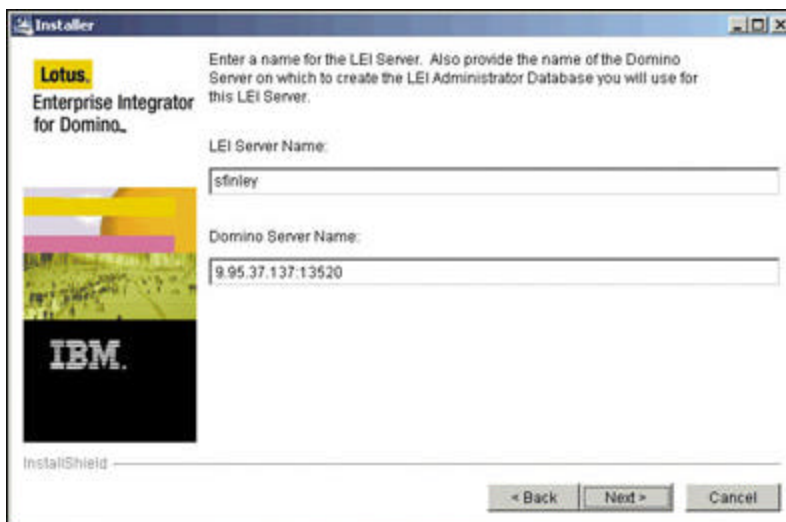 Installer
Lotus.
Enterprise Integrator
for Domino™
Enter a name for the LEI Server. Also provide the name of the Domino
Server on which to create the LEI Administrator Database you will use for
this LEI Server.
LEI Server Name:
sfinley
Domino Server Name:
9.95.37.137:13520
IBM.
InstallShield
< Back
Next >
Cancel